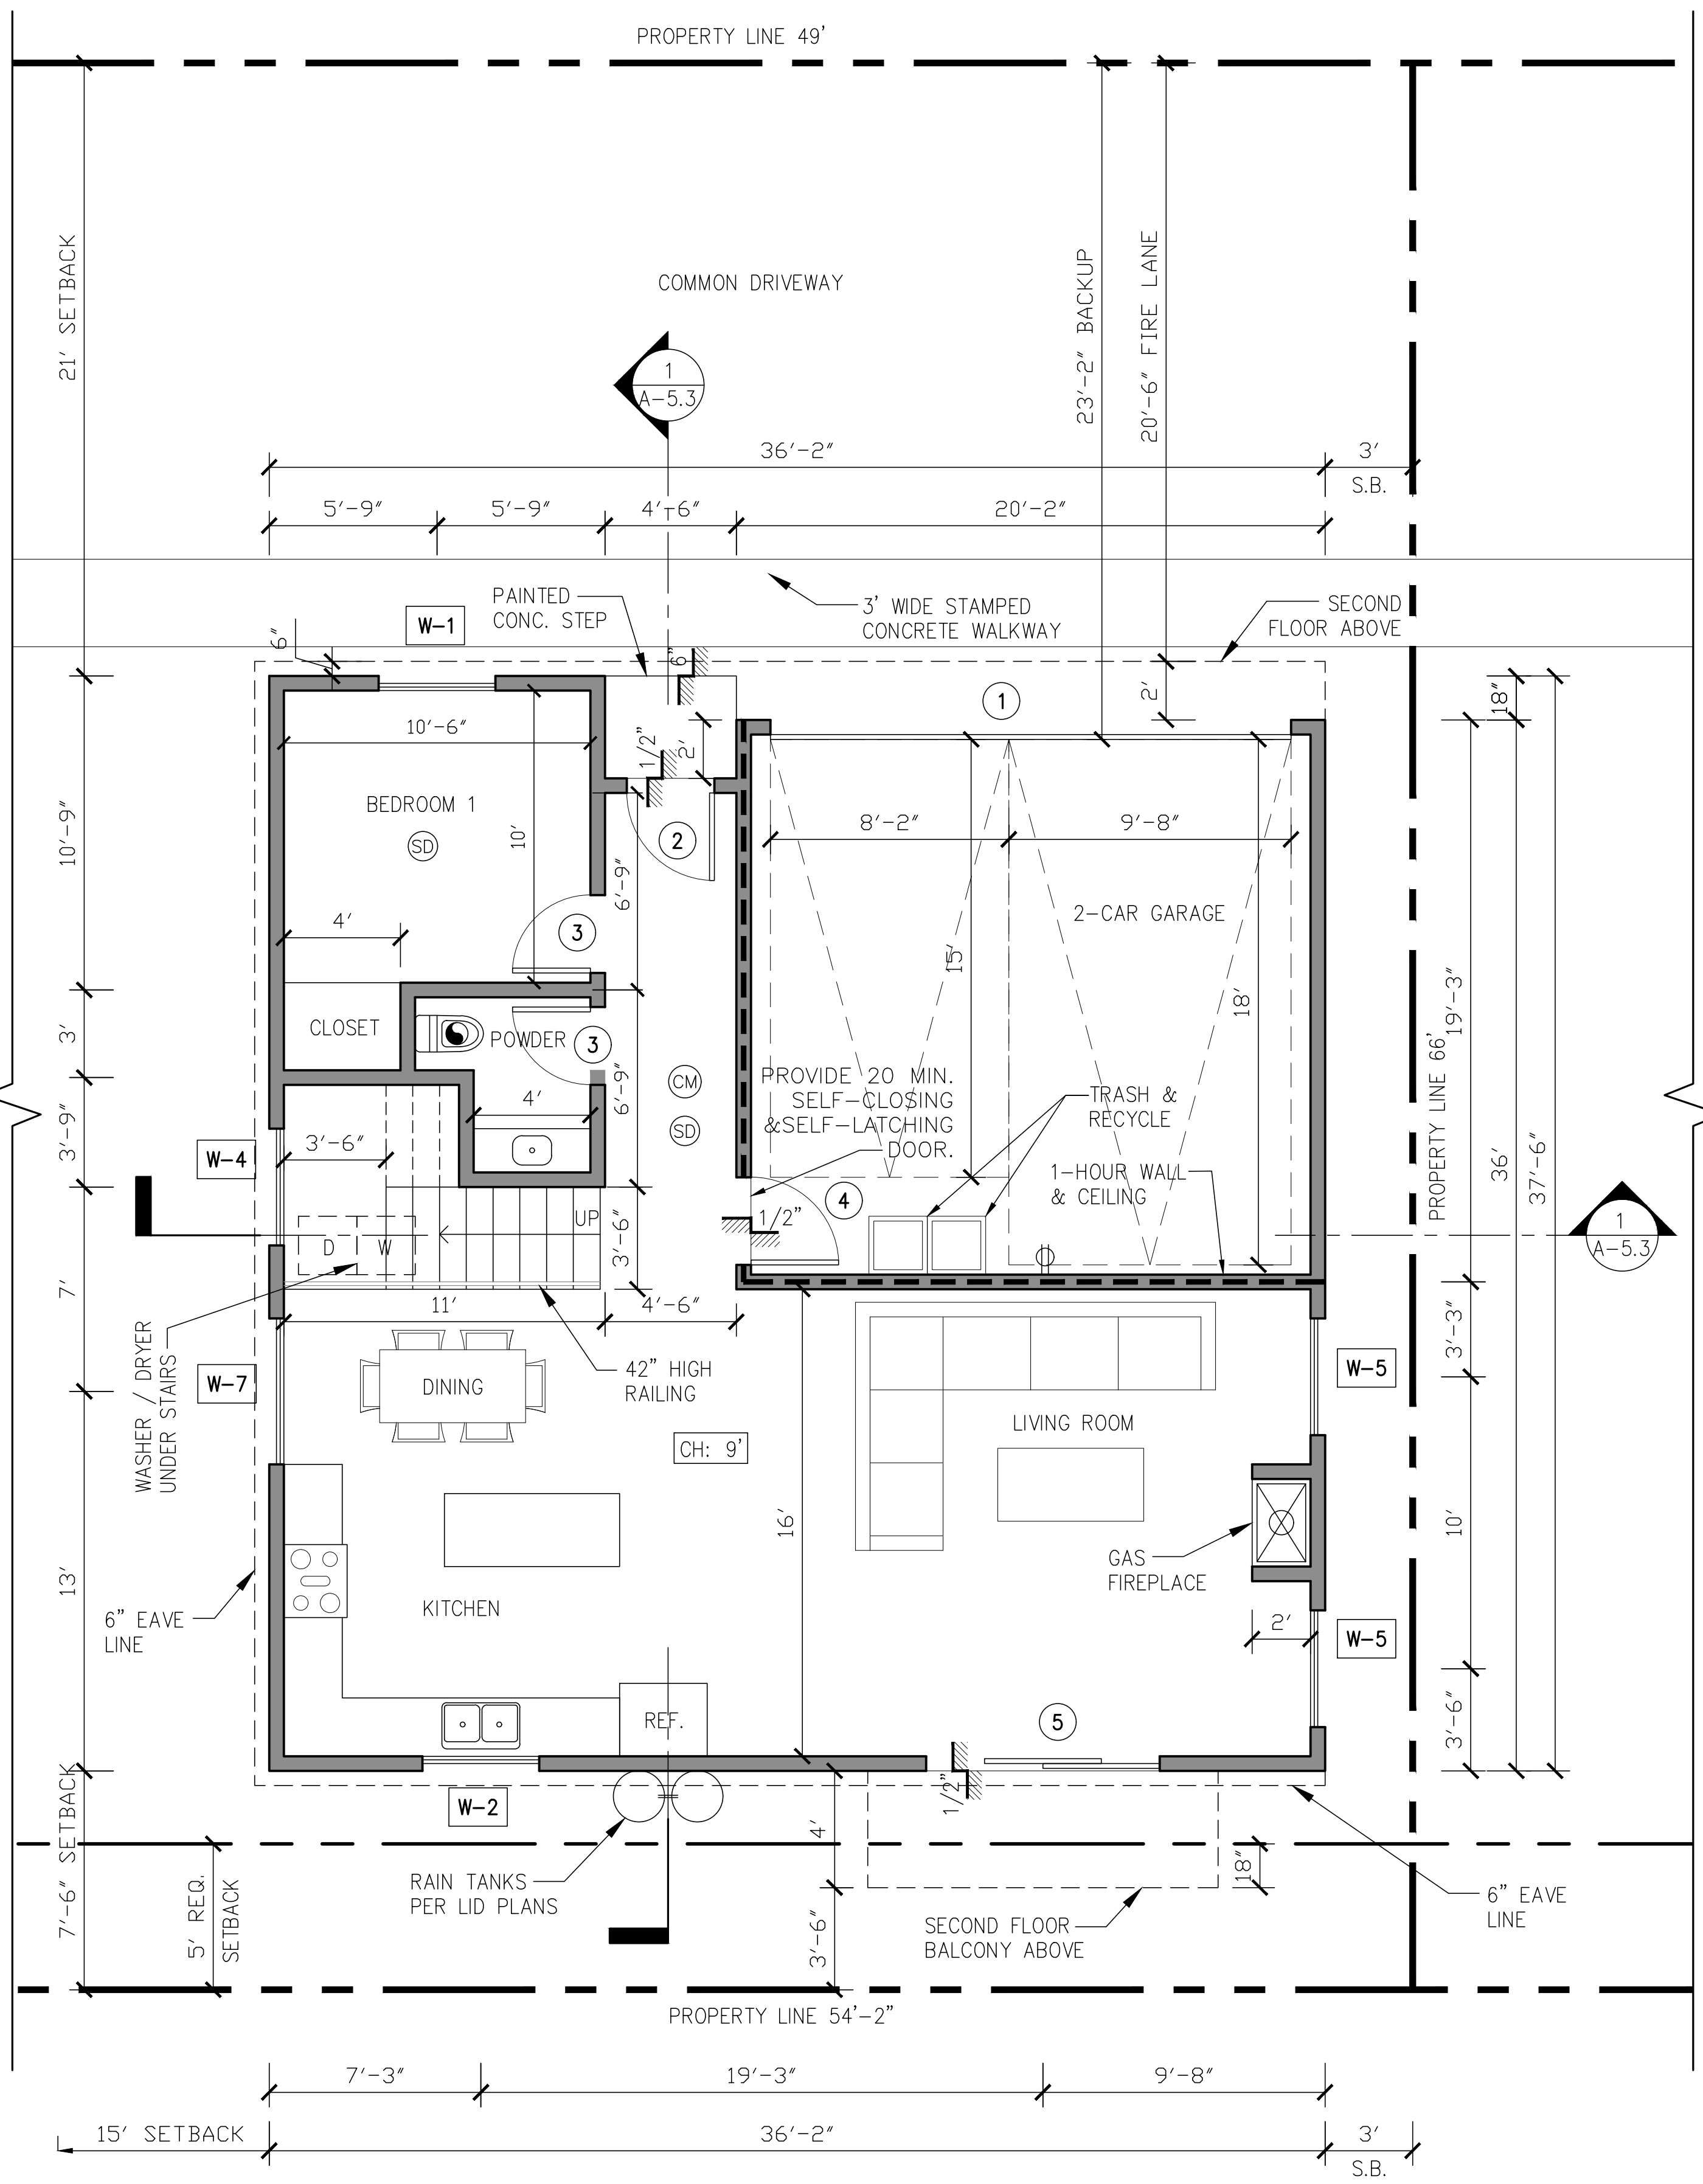 PROPERTY LINE 49'
21' SETBACK
COMMON DRIVEWAY
23'-2" BACKUP
20'-6" FIRE LANE
1
A-5.3
36'-2"
3'
S.B.
5'-9"
5'-9"
4'-6"
20'-2"
PAINTED
CONC. STEP
3' WIDE STAMPED
CONCRETE WALKWAY
SECOND
FLOOR ABOVE
W-1
6"
6"
2'
1
18"
10'-6"
1/2"
2'
BEDROOM 1
SD
10'
2
8'-2"
9'-8"
10'-9"
6'-9"
4'
3
2-CAR GARAGE
15'
18'
19'-3"
PROPERTY LINE 66'
36'
37'-6"
CLOSET
POWDER
3
3'
CM
SD
6'-9"
PROVIDE 20 MIN.
SELF-CLOSING
&SELF-LATCHING
DOOR.
TRASH &
RECYCLE
4'
3'-9"
3'-6"
W-4
1-HOUR WALL
& CEILING
4
1/2"
UP
D
W
3'-6"
1
A-5.3
7'
11'
4'-6"
3'-3"
WASHER / DRYER
UNDER STAIRS
W-7
DINING
42" HIGH
RAILING
W-5
LIVING ROOM
CH: 9'
16'
10'
GAS
FIREPLACE
13'
6" EAVE
LINE
KITCHEN
2'
W-5
3'-6"
REF.
5
W-2
1/2"
7'-6" SETBACK
5' REQ.
SETBACK
4'
18"
RAIN TANKS
PER LID PLANS
3'-6"
SECOND FLOOR
BALCONY ABOVE
6" EAVE
LINE
PROPERTY LINE 54'-2"
7'-3"
19'-3"
9'-8"
15' SETBACK
36'-2"
3'
S.B.